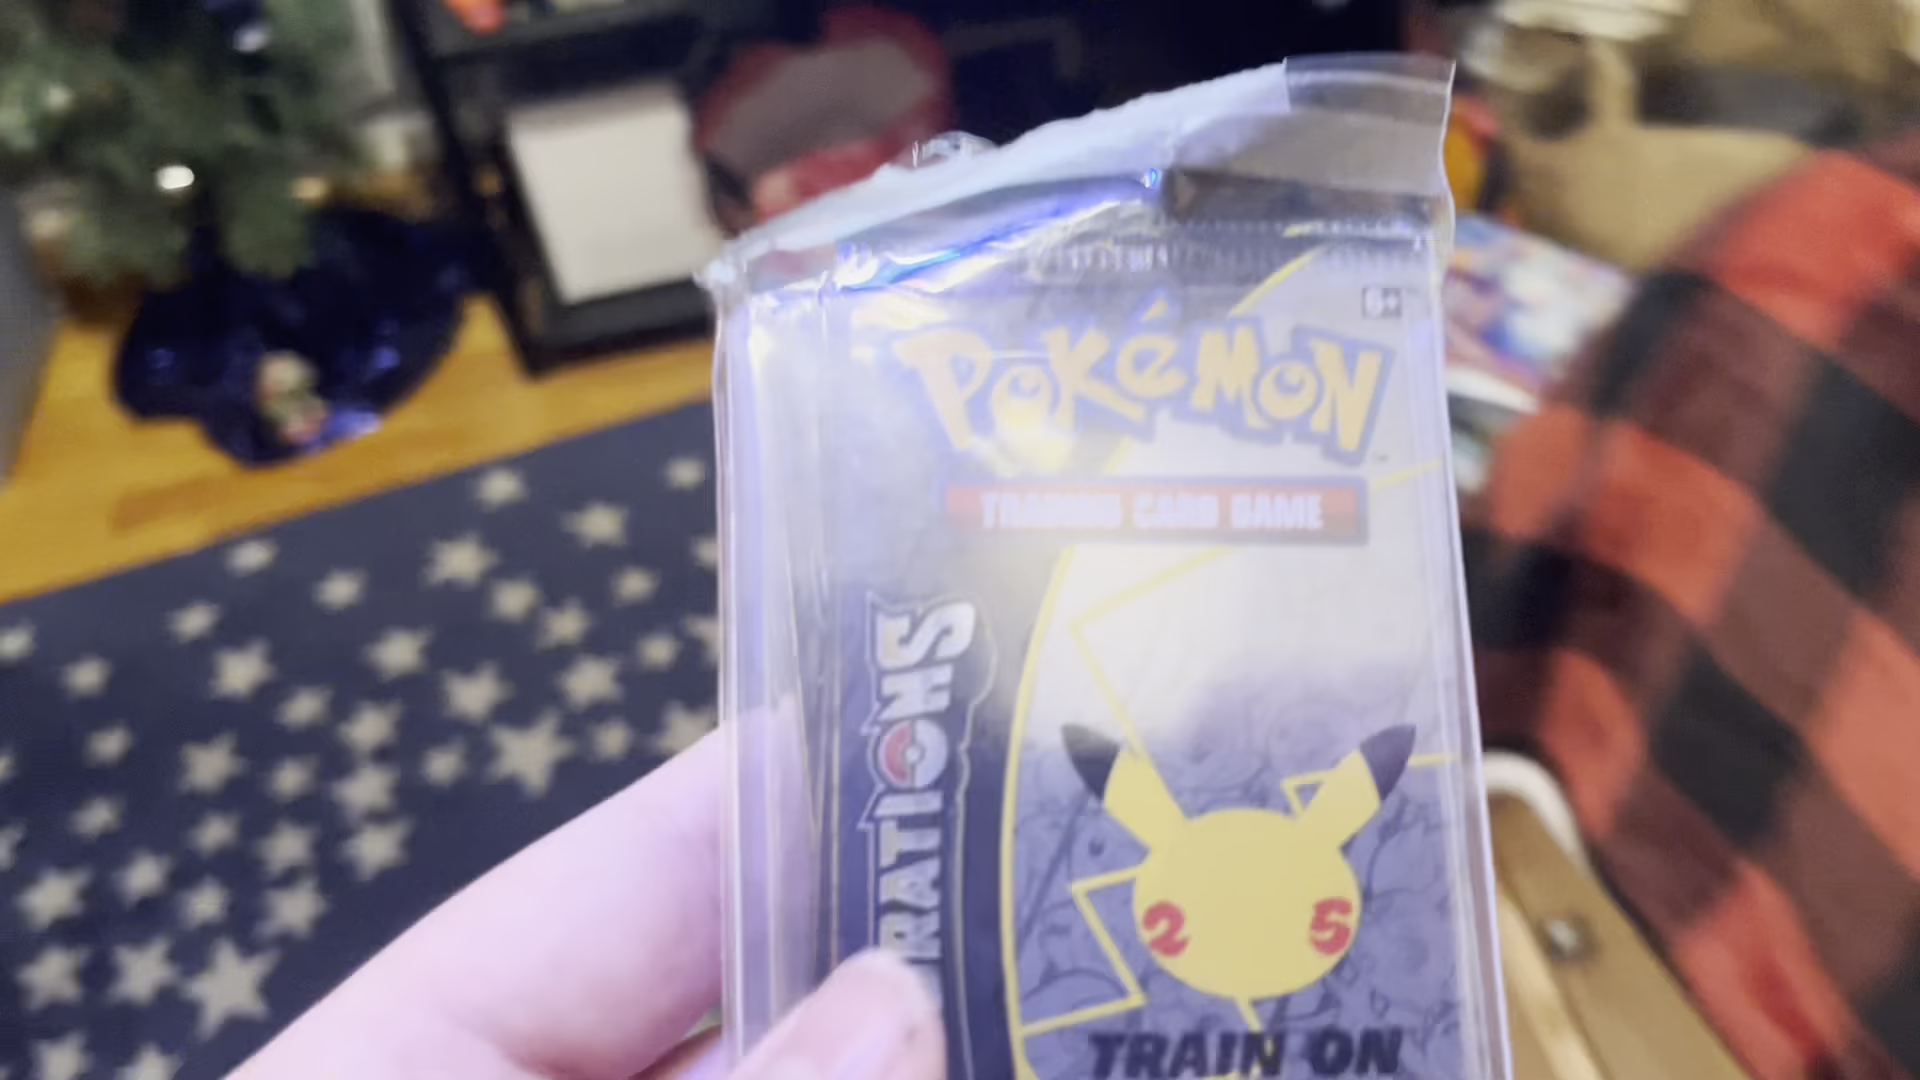 6+
POKéMON
TRADING CARD GAME
RATIONS
2 5
TRAIN ON